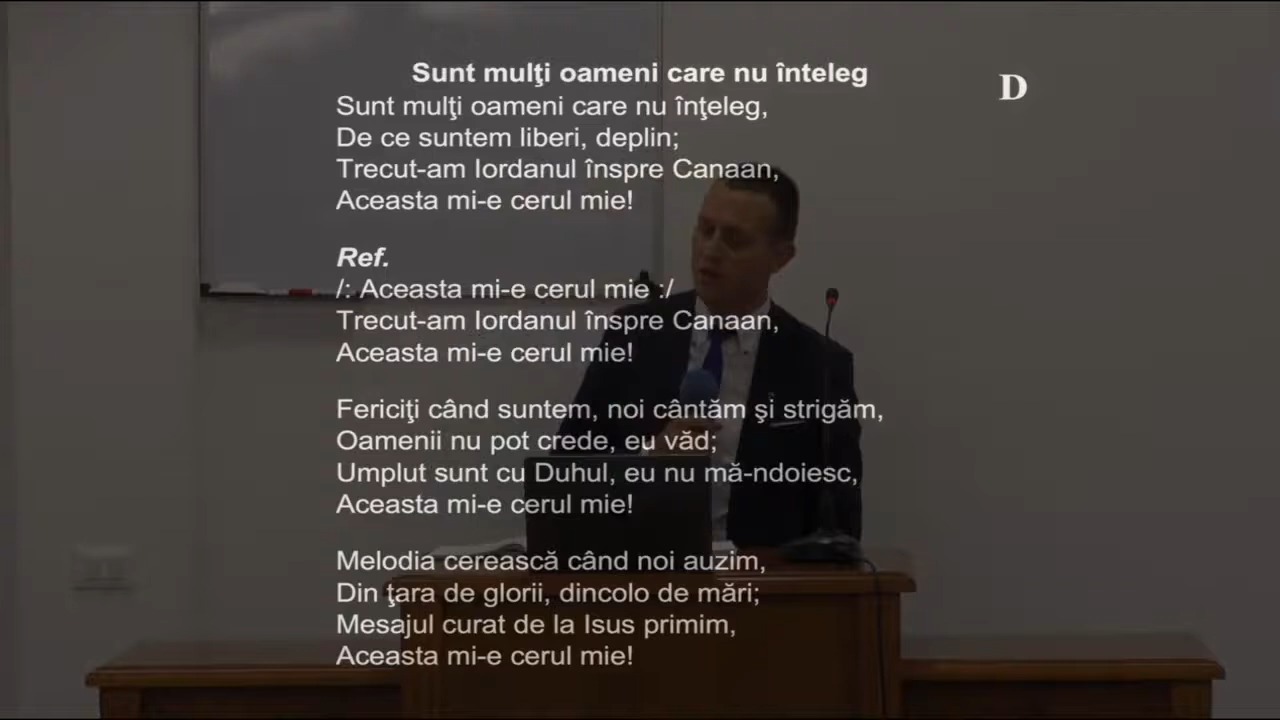 Sunt mulţi oameni care nu înteleg
D
Sunt mulţi oameni care nu înţeleg,
De ce suntem liberi, deplin;
Trecut-am Iordanul înspre Canaan,
Aceasta mi-e cerul mie!
Ref.
/: Aceasta mi-e cerul mie :/
Trecut-am Iordanul înspre Canaan,
Aceasta mi-e cerul mie!
Fericiţi când suntem, noi cântăm şi strigăm,
Oamenii nu pot crede, eu văd;
Umplut sunt cu Duhul, eu nu mă-ndoiesc,
Aceasta mi-e cerul mie!
Melodia cerească când noi auzim,
Din ţara de glorii, dincolo de mări;
Mesajul curat de la Isus primim,
Aceasta mi-e cerul mie!